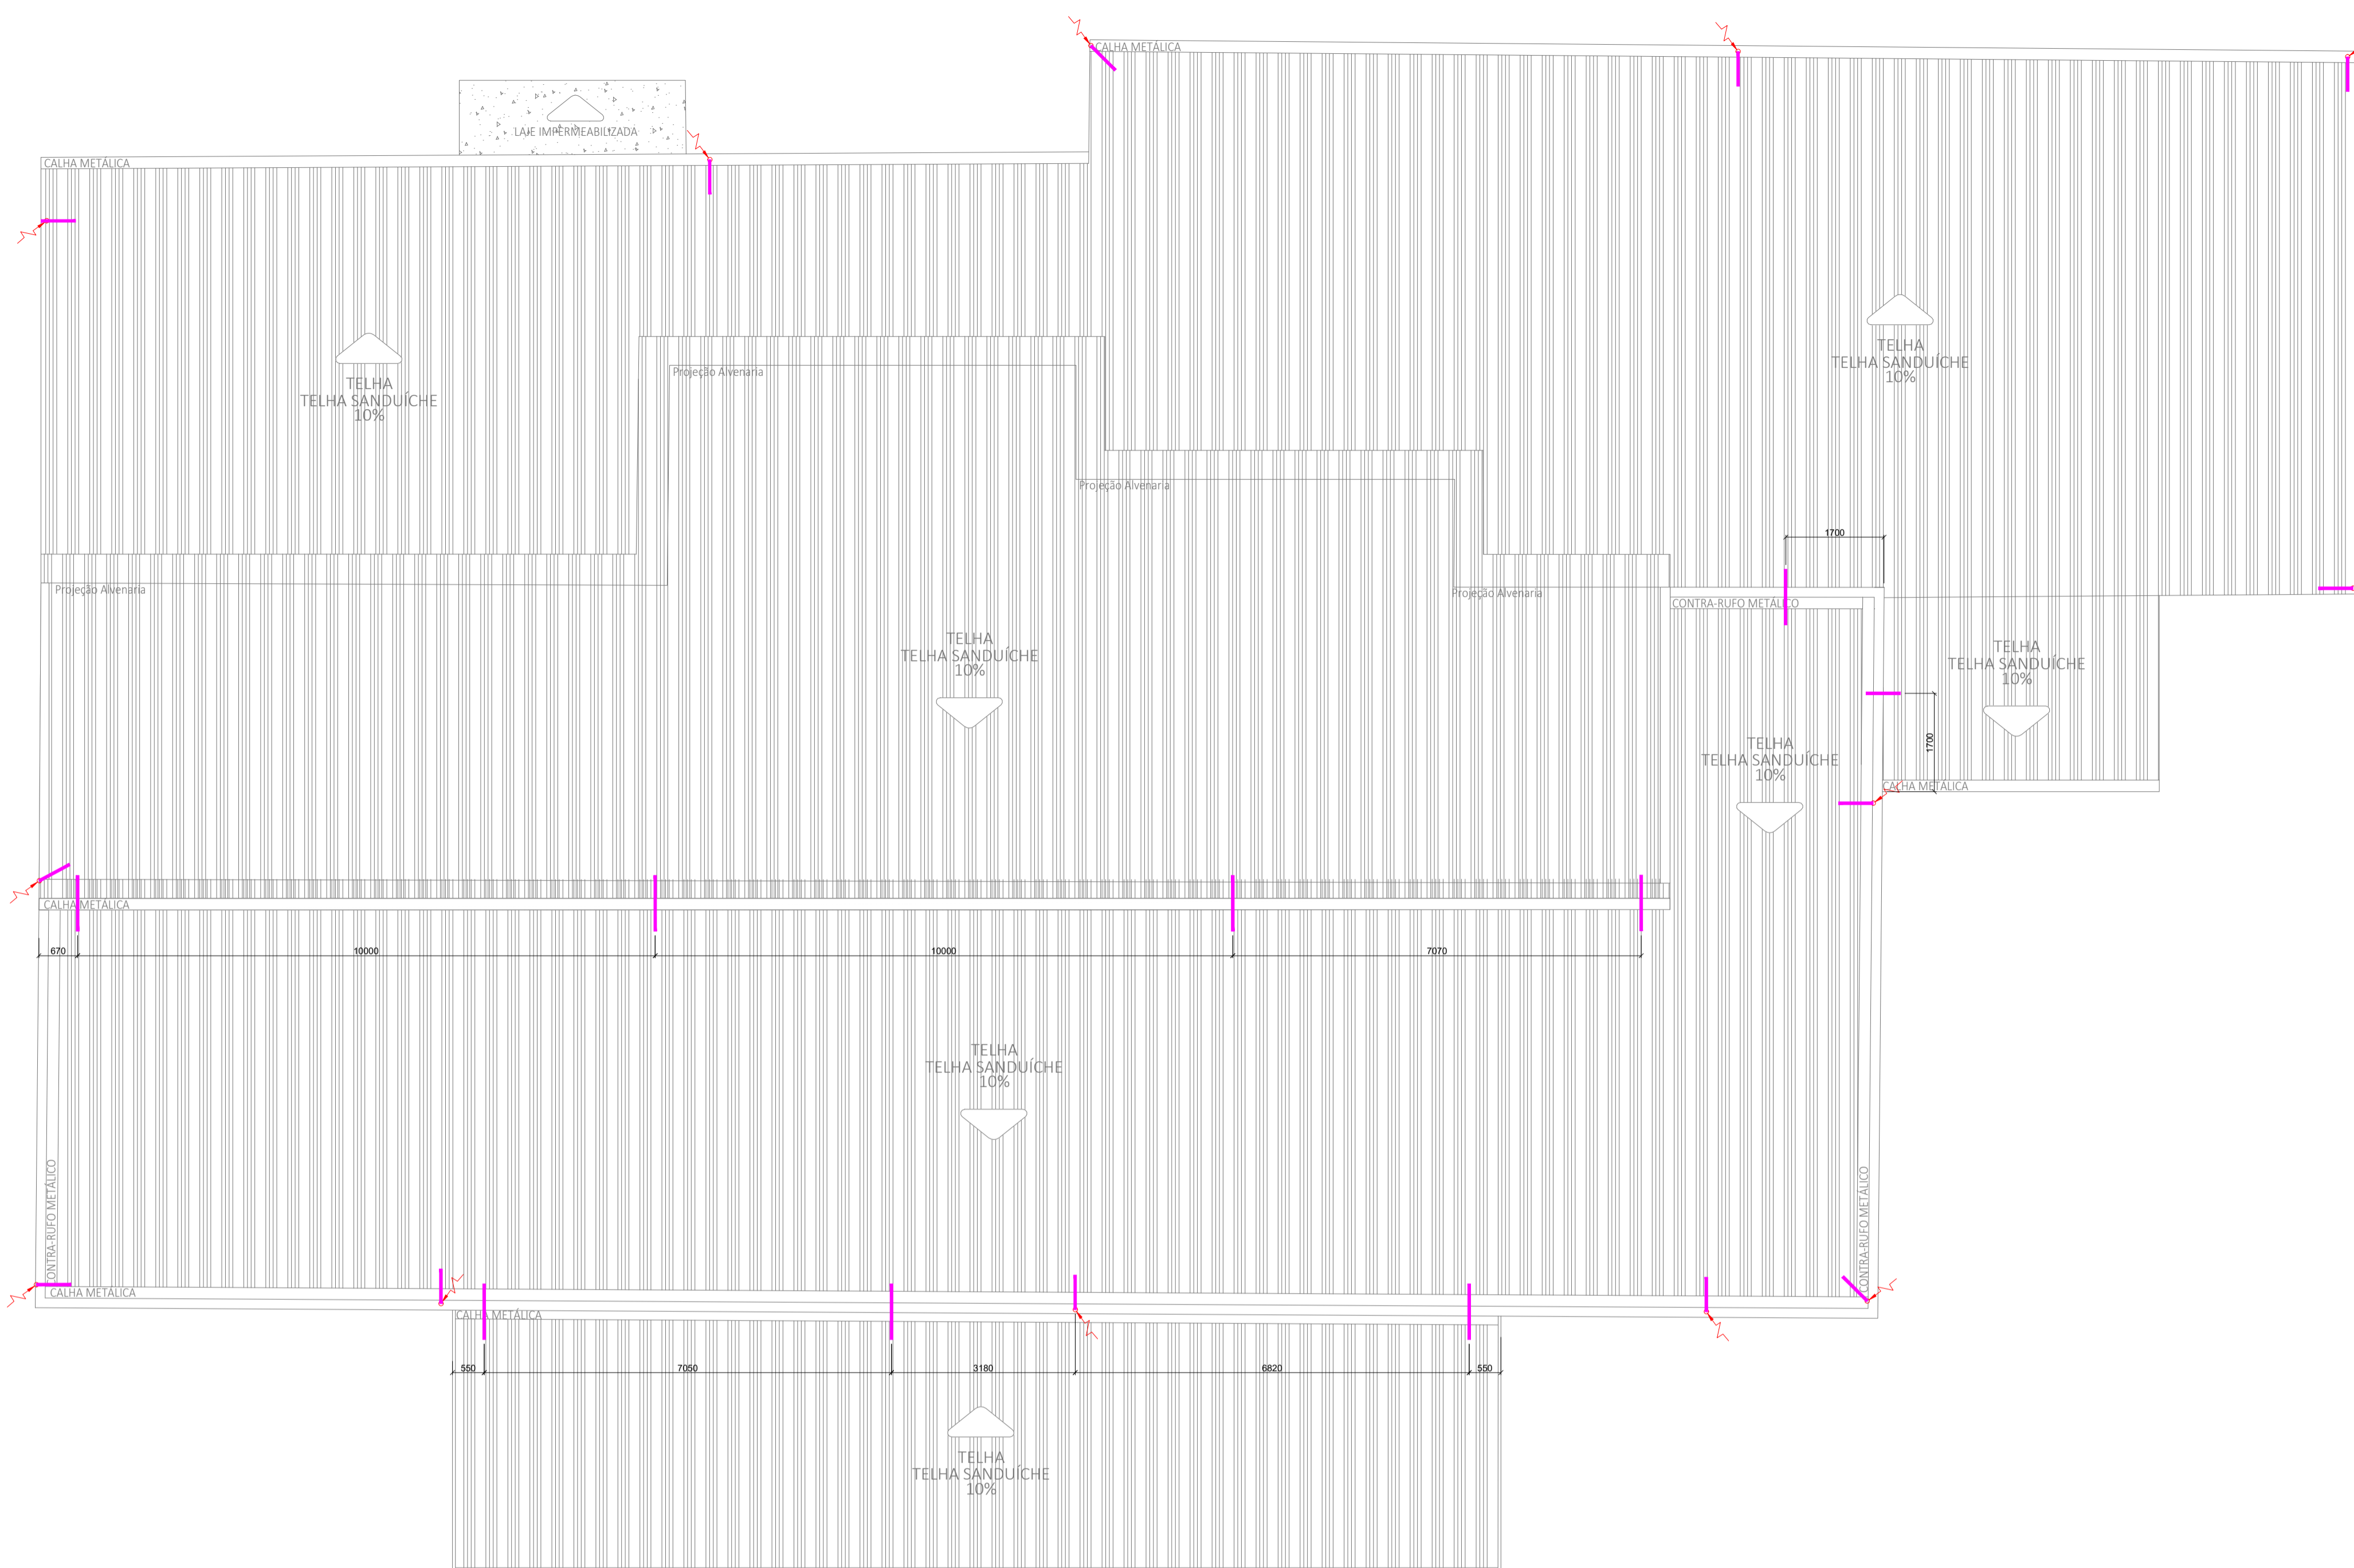 CALHA METÁLICA
LAJE IMPERMEABILIZADA
CALHA METÁLICA
TELHA
TELHA SANDUÍCHE
10%
Projeção Alvenaria
TELHA
TELHA SANDUÍCHE
10%
Projeção Alvenaria
1700
Projeção Alvenaria
Projeção Alvenaria
CONTRA-RUFO METÁLICO
TELHA
TELHA SANDUÍCHE
10%
TELHA
TELHA SANDUÍCHE
10%
1700
TELHA
TELHA SANDUÍCHE
10%
CALHA METÁLICA
CALHA METÁLICA
670
10000
10000
7070
TELHA
TELHA SANDUÍCHE
10%
CONTRA-RUFO METÁLICO
CONTRA-RUFO METÁLICO
CALHA METÁLICA
CALHA METÁLICA
550
7050
3180
6820
550
TELHA
TELHA SANDUÍCHE
10%